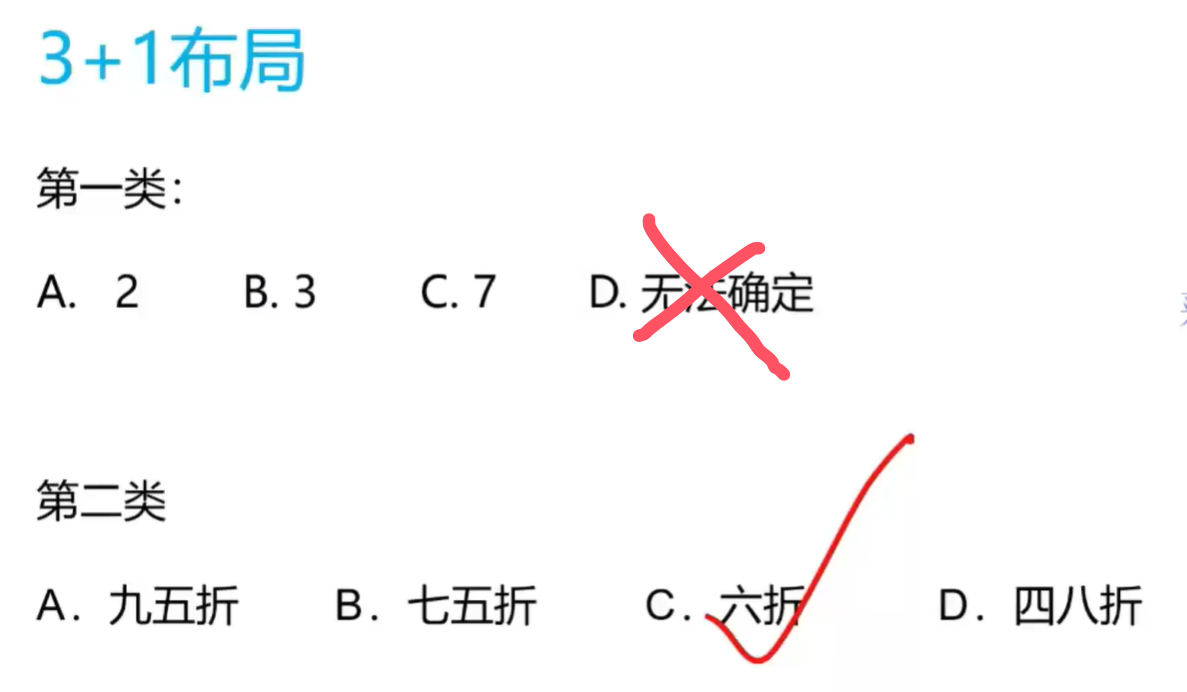 3+1布局
第一类：
A. 2 B. 3 C. 7 D. 无法确定
第二类
A. 九五折 B. 七五折 C. 六折 D. 四八折